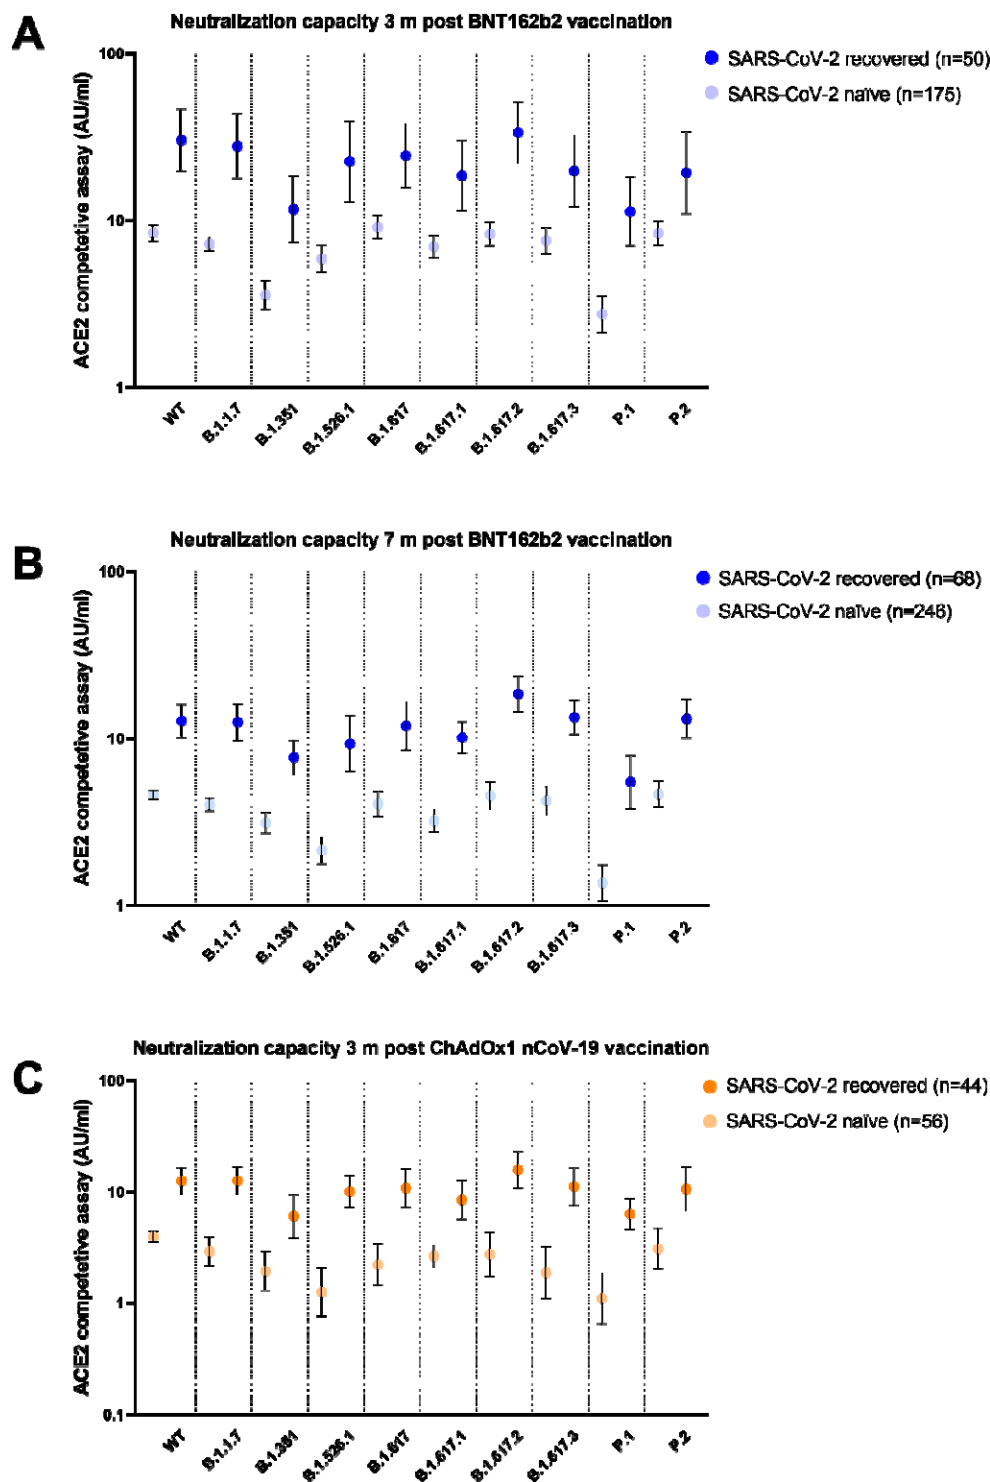 A
Neutralization capacity 3 m post BNT162b2 vaccination
SARS-CoV-2 recovered (n=50)
SARS-CoV-2 naïve (n=175)
ACE2 competetive assay (AU/ml)
100
10
1
WT
B.1.1.7
B.1.351
B.1.526.1
B.1.617
B.1.617.1
B.1.617.2
B.1.617.3
P.1
P.2
B
Neutralization capacity 7 m post BNT162b2 vaccination
SARS-CoV-2 recovered (n=68)
SARS-CoV-2 naïve (n=246)
ACE2 competetive assay (AU/ml)
100
10
1
WT
B.1.1.7
B.1.351
B.1.526.1
B.1.617
B.1.617.1
B.1.617.2
B.1.617.3
P.1
P.2
C
Neutralization capacity 3 m post ChAdOx1 nCoV-19 vaccination
SARS-CoV-2 recovered (n=44)
SARS-CoV-2 naïve (n=56)
ACE2 competetive assay (AU/ml)
100
10
1
0.1
WT
B.1.1.7
B.1.351
B.1.526.1
B.1.617
B.1.617.1
B.1.617.2
B.1.617.3
P.1
P.2